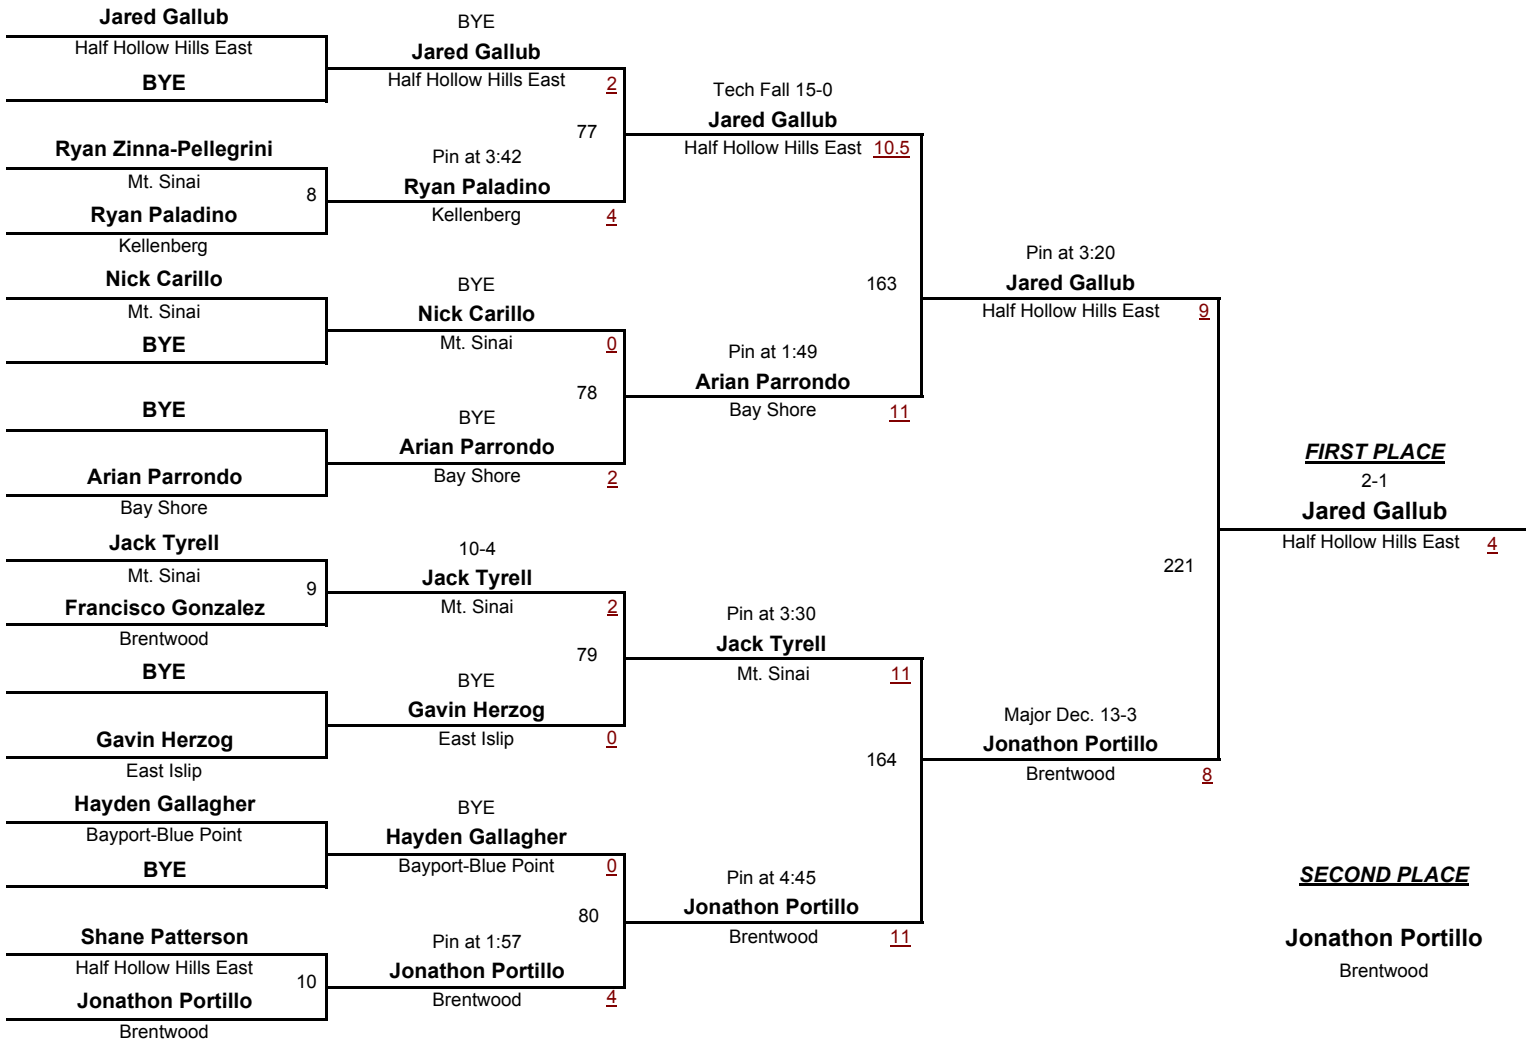 Jared Gallub
Half Hollow Hills East
BYE
Ryan Zinna-Pellegrini
Mt. Sinai
8
Ryan Paladino
Kellenberg
Nick Carillo
Mt. Sinai
BYE
BYE
Arian Parrondo
Bay Shore
Jack Tyrell
Mt. Sinai
9
Francisco Gonzalez
Brentwood
BYE
Gavin Herzog
East Islip
Hayden Gallagher
Bayport-Blue Point
BYE
Shane Patterson
Half Hollow Hills East
10
Jonathon Portillo
Brentwood
BYE
Jared Gallub
Half Hollow Hills East 2
77
Pin at 3:42
Ryan Paladino
Kellenberg 4
BYE
Nick Carillo
Mt. Sinai 0
78
BYE
Arian Parrondo
Bay Shore 2
10-4
Jack Tyrell
Mt. Sinai 2
79
BYE
Gavin Herzog
East Islip 0
BYE
Hayden Gallagher
Bayport-Blue Point 0
80
Pin at 1:57
Jonathon Portillo
Brentwood 4
Tech Fall 15-0
Jared Gallub
Half Hollow Hills East 10.5
163
Pin at 1:49
Arian Parrondo
Bay Shore 11
Pin at 3:30
Jack Tyrell
Mt. Sinai 11
164
Pin at 4:45
Jonathon Portillo
Brentwood 11
Pin at 3:20
Jared Gallub
Half Hollow Hills East 9
221
Major Dec. 13-3
Jonathon Portillo
Brentwood 8
FIRST PLACE
2-1
Jared Gallub
Half Hollow Hills East 4
SECOND PLACE
Jonathon Portillo
Brentwood